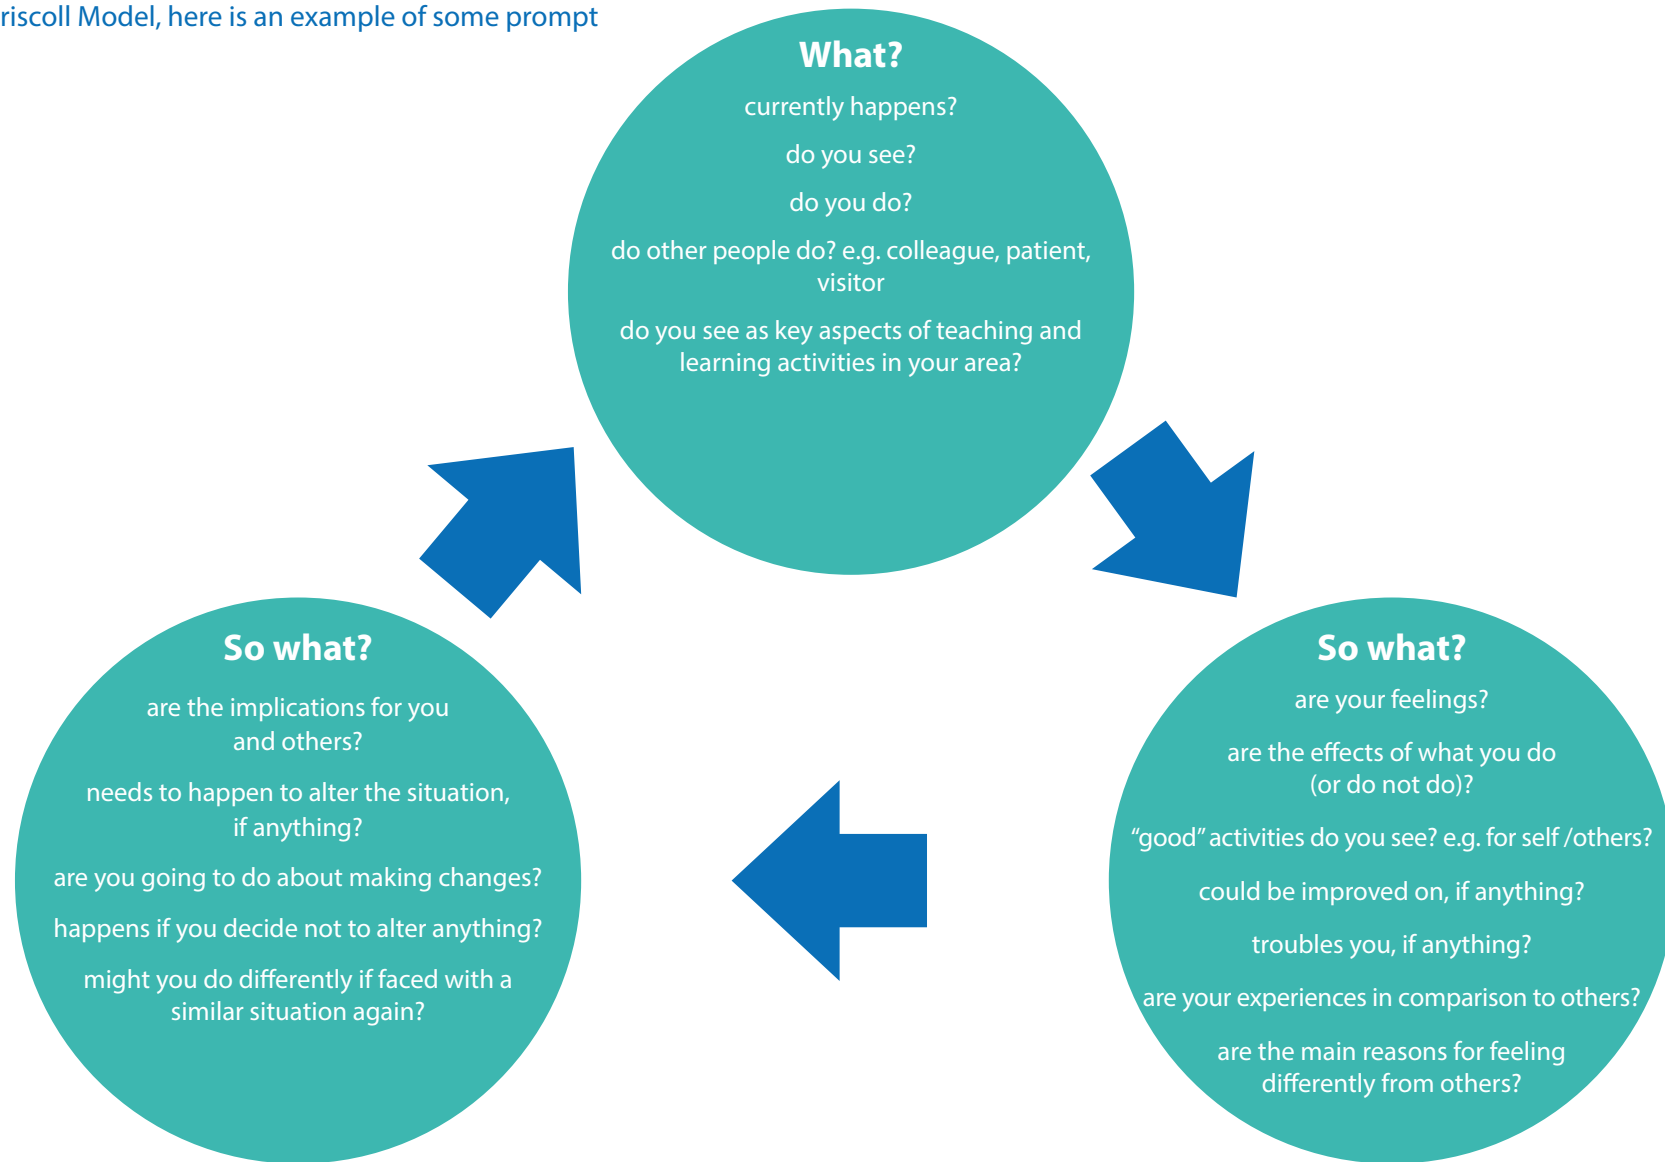 riscoll Model, here is an example of some prompt
What?
currently happens?
do you see?
do you do?
do other people do? e.g. colleague, patient,
visitor
do you see as key aspects of teaching and
learning activities in your area?
So what?
are your feelings?
are the effects of what you do
(or do not do)?
“good” activities do you see? e.g. for self /others?
could be improved on, if anything?
troubles you, if anything?
are your experiences in comparison to others?
are the main reasons for feeling
differently from others?
So what?
are the implications for you
and others?
needs to happen to alter the situation,
if anything?
are you going to do about making changes?
happens if you decide not to alter anything?
might you do differently if faced with a
similar situation again?